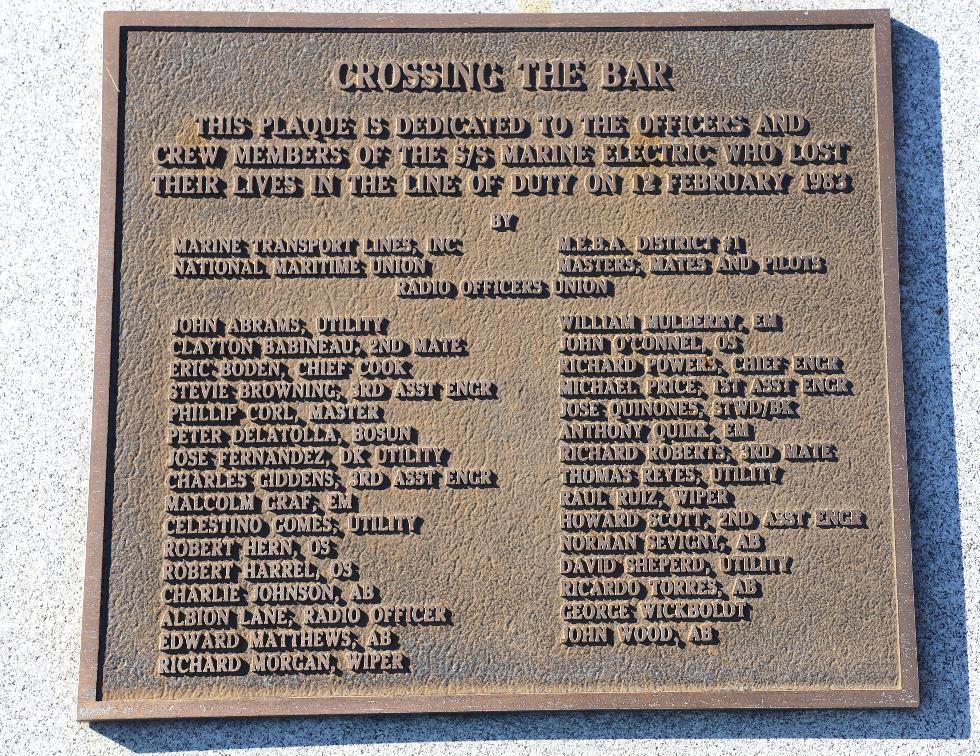 CROSSING THE BAR
THIS PLAQUE IS DEDICATED TO THE OFFICERS AND
CREW MEMBERS OF THE S/S MARINE ELECTRIC WHO LOST
THEIR LIVES IN THE LINE OF DUTY ON 12 FEBRUARY 1983
BY
MARINE TRANSPORT LINES, INC
NATIONAL MARITIME UNION
M.E.B.A. DISTRICT #1
MASTERS, MATES AND PILOTS
RADIO OFFICERS UNION
JOHN ABRAMS, UTILITY
CLAYTON BABINEAU, 2ND MATE
ERIC BODEN, CHIEF COOK
STEVIE BROWNING, 3RD ASST ENGR
PHILLIP CORL, MASTER
PETER DELATOLLA, BOSUN
JOSE FERNANDEZ, DK UTILITY
CHARLES GIDDENS, 3RD ASST ENGR
MALCOLM GRAF, EM
CELESTINO GOMES, UTILITY
ROBERT HERN, OS
ROBERT HARREL, OS
CHARLIE JOHNSON, AB
ALBION LANE, RADIO OFFICER
EDWARD MATTHEWS, AB
RICHARD MORGAN, WIPER
WILLIAM MULBERRY, EM
JOHN O'CONNEL, OS
RICHARD POWERS, CHIEF ENGR
MICHAEL PRICE, 1ST ASST ENGR
JOSE QUINONES, STWD/BK
ANTHONY QUIRK, EM
RICHARD ROBERTS, 3RD MATE
THOMAS REYES, UTILITY
RAUL RUIZ, WIPER
HOWARD SCOTT, 2ND ASST ENGR
NORMAN SEVIGNY, AB
DAVID SHEPERD, UTILITY
RICARDO TORRES, AB
GEORGE WICKBOLDT
JOHN WOOD, AB